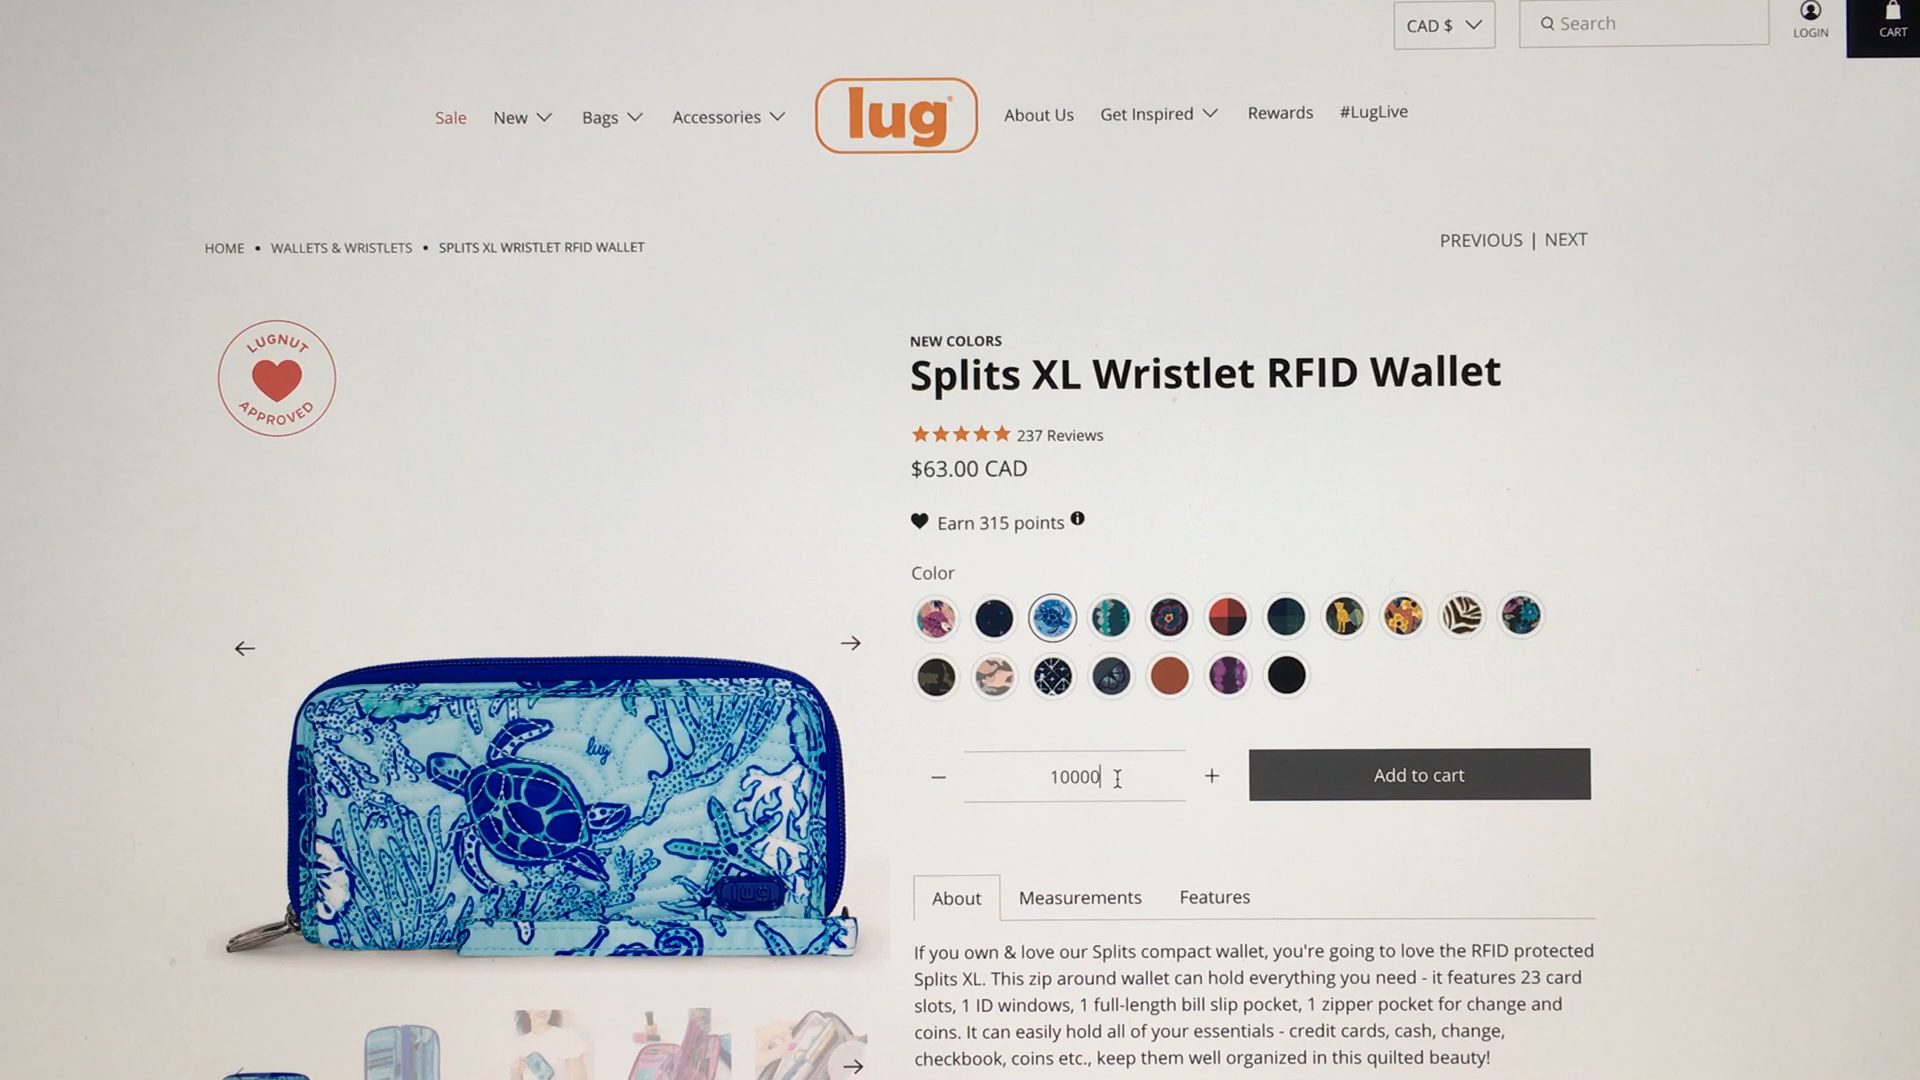 CAD $
Search
LOGIN
CART
Sale
New
Bags
Accessories
lug
About Us
Get Inspired
Rewards
#LugLive
HOME • WALLETS & WRISTLETS • SPLITS XL WRISTLET RFID WALLET
PREVIOUS | NEXT
LUGNUT
APPROVED
NEW COLORS
Splits XL Wristlet RFID Wallet
237 Reviews
$63.00 CAD
Earn 315 points
Color
lug
lug
10000
Add to cart
About
Measurements
Features
If you own & love our Splits compact wallet, you're going to love the RFID protected
Splits XL. This zip around wallet can hold everything you need - it features 23 card
slots, 1 ID windows, 1 full-length bill slip pocket, 1 zipper pocket for change and
coins. It can easily hold all of your essentials - credit cards, cash, change,
checkbook, coins etc., keep them well organized in this quilted beauty!